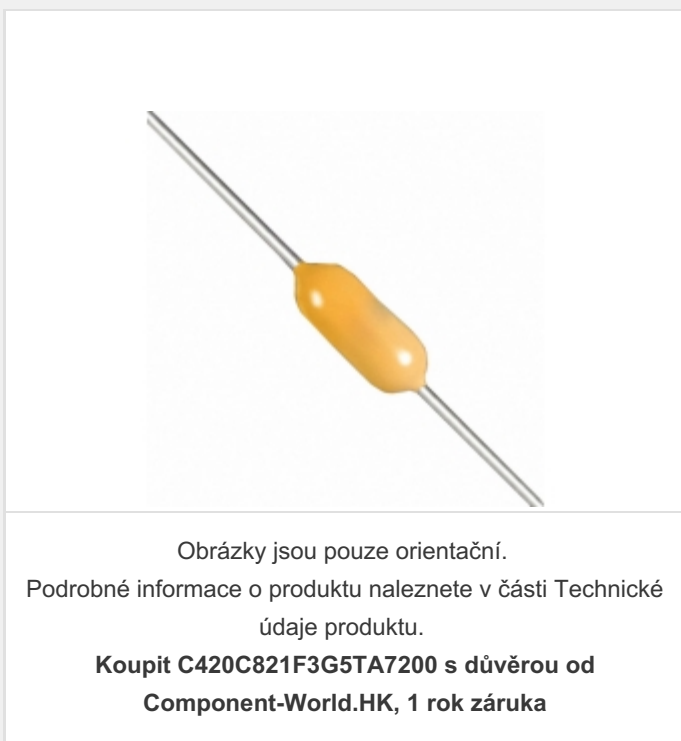 Obrázky jsou pouze orientační.
Podrobné informace o produktu naleznete v části Technické
údaje produktu.
Koupit C420C821F3G5TA7200 s důvěrou od
Component-World.HK, 1 rok záruka